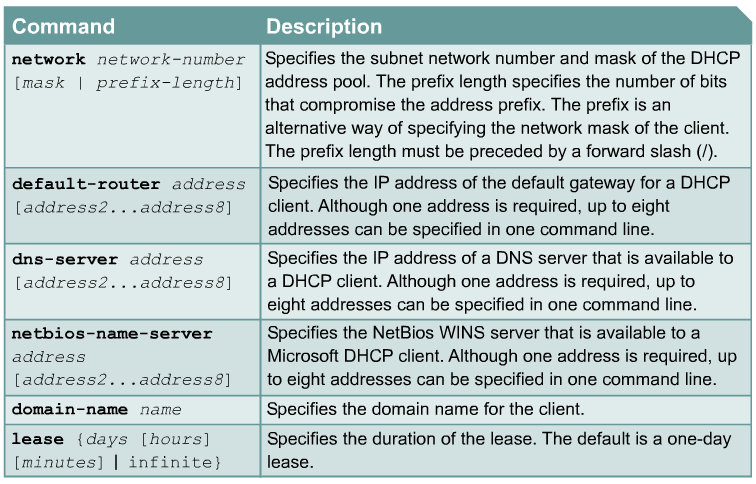 Command
Description
network network-number
[mask | prefix-length]
Specifies the subnet network number and mask of the DHCP
address pool. The prefix length specifies the number of bits
that compromise the address prefix. The prefix is an
alternative way of specifying the network mask of the client.
The prefix length must be preceded by a forward slash (/).
default-router address
[address2...address8]
Specifies the IP address of the default gateway for a DHCP
client. Although one address is required, up to eight
addresses can be specified in one command line.
dns-server address
[address2...address8]
Specifies the IP address of a DNS server that is available to
a DHCP client. Although one address is required, up to
eight addresses can be specified in one command line.
netbios-name-server
address
[address2...address8]
Specifies the NetBios WINS server that is available to a
Microsoft DHCP client. Although one address is required, up
to eight addresses can be specified in one command line.
domain-name name
Specifies the domain name for the client.
lease {days [hours]
[minutes] | infinite}
Specifies the duration of the lease. The default is a one-day
lease.